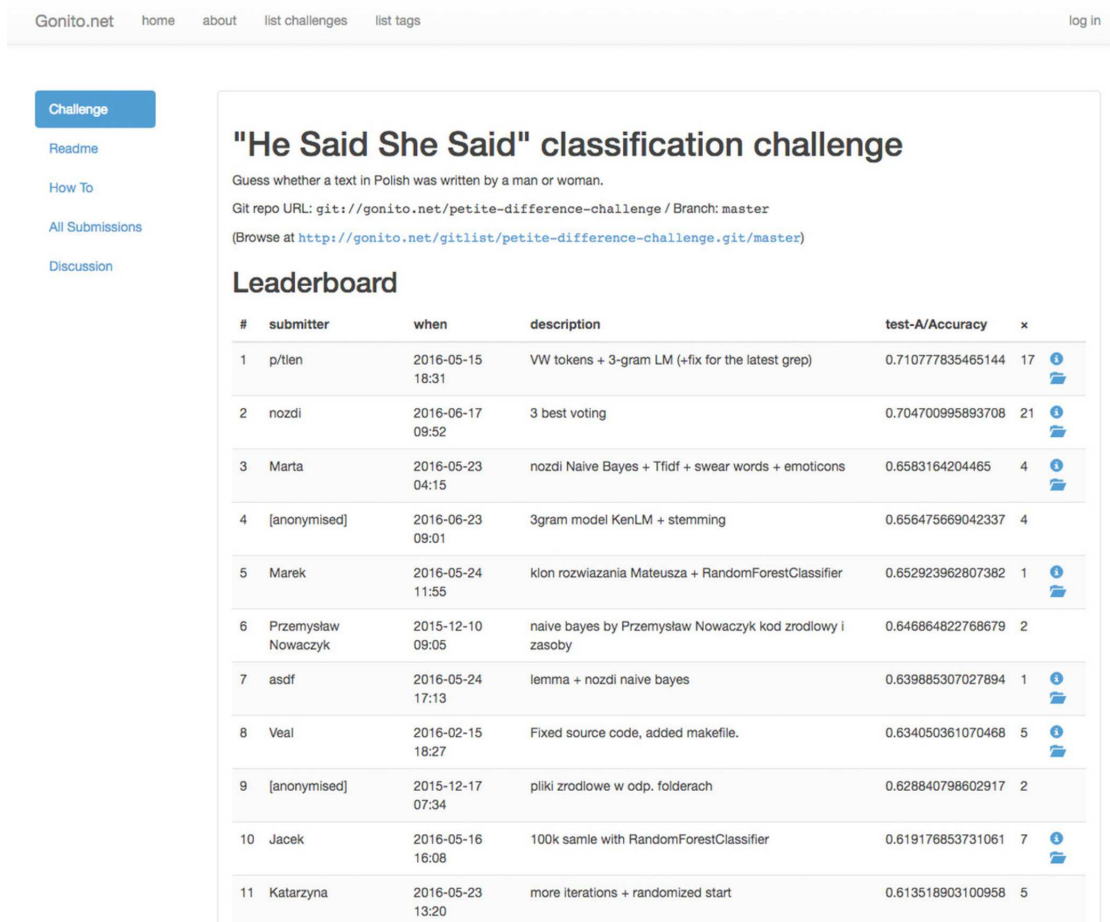 Gonito.net home about list challenges list tags log in
Challenge
Readme
How To
All Submissions
Discussion
"He Said She Said" classification challenge
Guess whether a text in Polish was written by a man or woman.
Git repo URL: git://gonito.net/petite-difference-challenge / Branch: master
(Browse at http://gonito.net/gitlist/petite-difference-challenge.git/master)
Leaderboard
# submitter when description test-A/Accuracy ×
1 p/tlen 2016-05-15 VW tokens + 3-gram LM (+fix for the latest grep) 0.710777835465144 17
18:31
2 nozdi 2016-06-17 3 best voting 0.704700995893708 21
09:52
3 Marta 2016-05-23 nozdi Naive Bayes + Tfidf + swear words + emoticons 0.6583164204465 4
04:15
4 [anonymised] 2016-06-23 3gram model KenLM + stemming 0.656475669042337 4
09:01
5 Marek 2016-05-24 klon rozwiazania Mateusza + RandomForestClassifier 0.652923962807382 1
11:55
6 Przemysław 2015-12-10 naive bayes by Przemysław Nowaczyk kod zrodlowy i 0.646864822768679 2
Nowaczyk 09:05 zasoby
7 asdf 2016-05-24 lemma + nozdi naive bayes 0.639885307027894 1
17:13
8 Veal 2016-02-15 Fixed source code, added makefile. 0.634050361070468 5
18:27
9 [anonymised] 2015-12-17 pliki zrodlowe w odp. folderach 0.628840798602917 2
07:34
10 Jacek 2016-05-16 100k samle with RandomForestClassifier 0.619176853731061 7
16:08
11 Katarzyna 2016-05-23 more iterations + randomized start 0.613518903100958 5
13:20